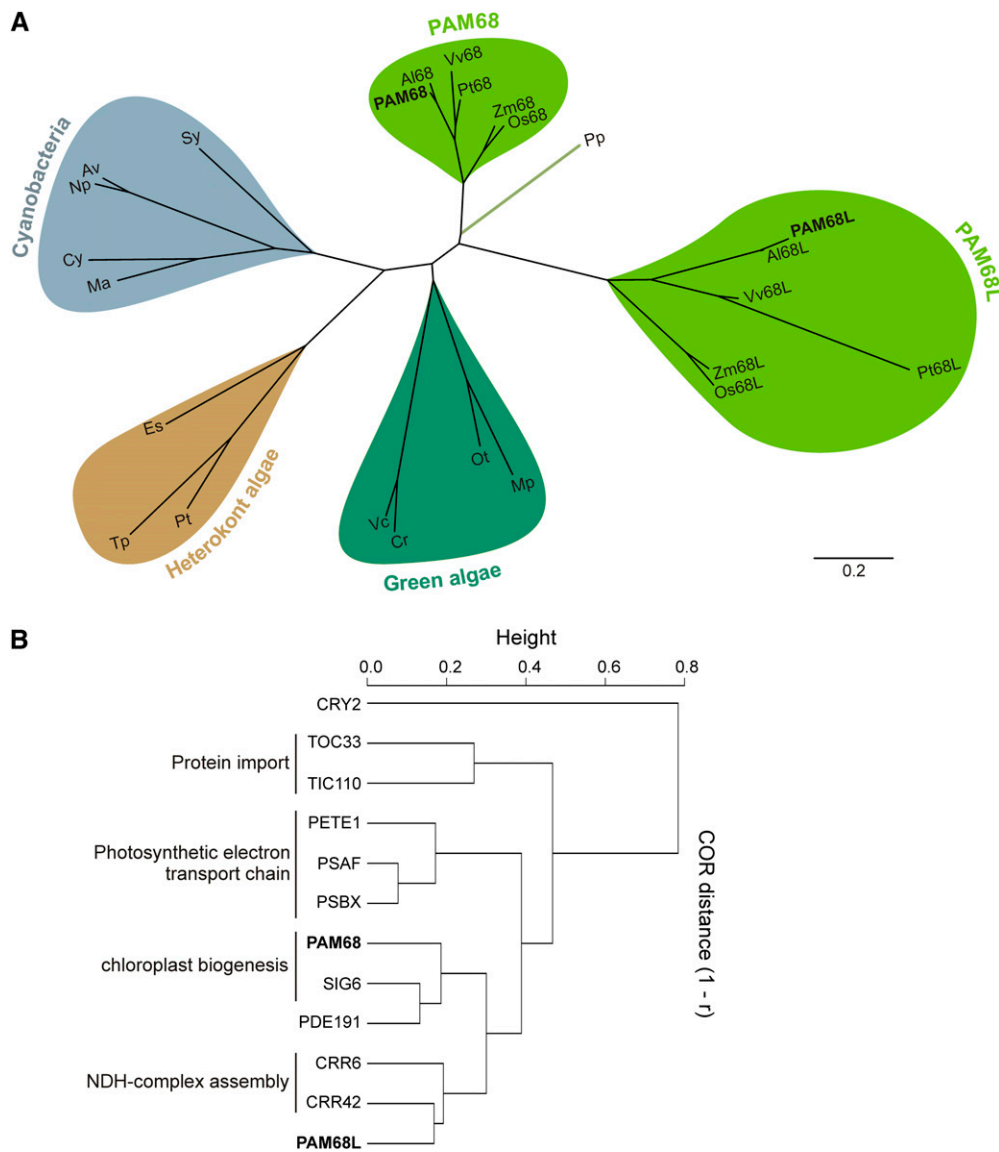 A
PAM68
Vv68
Al68
Pt68
PAM68
Zm68
Os68
Pp
Cyanobacteria
Sy
Av
Np
Cy
Ma
PAM68L
PAM68L
Al68L
Vv68L
Pt68L
Zm68L
Os68L
Es
Pt
Tp
Heterokont algae
Ot
Mp
Vc
Cr
Green algae
0.2
B
Height
0.0 0.2 0.4 0.6 0.8
CRY2
Protein import
TOC33
TIC110
Photosynthetic electron
transport chain
PETE1
PSAF
PSBX
chloroplast biogenesis
PAM68
SIG6
PDE191
NDH-complex assembly
CRR6
CRR42
PAM68L
COR distance (1 - r)